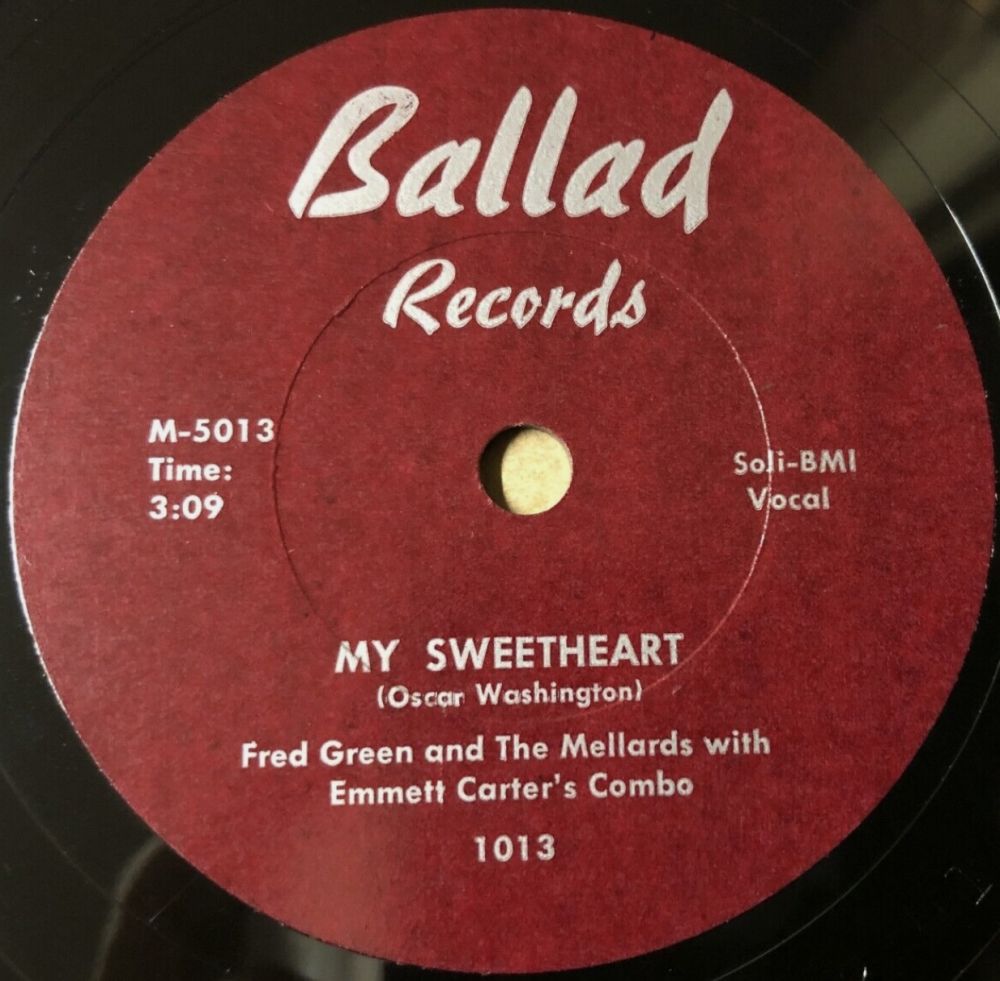 Ballad
Records
M-5013
Time:
3:09
Soli-BMI
Vocal
MY SWEETHEART
(Oscar Washington)
Fred Green and The Mellards with
Emmett Carter's Combo
1013